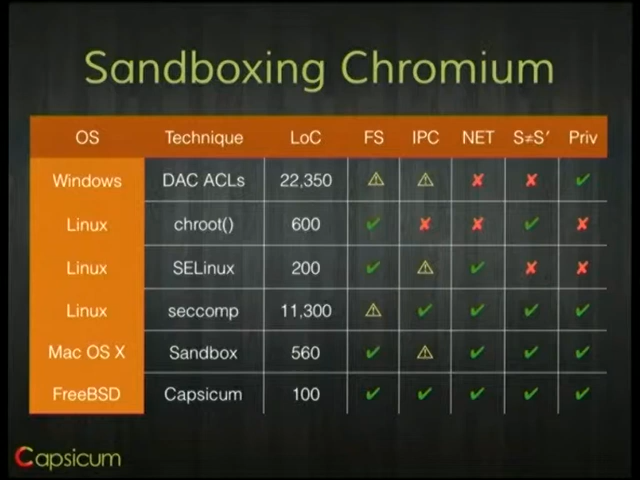 Sandboxing Chromium
OS Technique LoC FS IPC NET S≠S′ Priv
Windows DAC ACLs 22,350 ⚠ ⚠ ✘ ✘ ✔
Linux chroot() 600 ✔ ✘ ✘ ✔ ✘
Linux SELinux 200 ✔ ⚠ ✔ ✘ ✘
Linux seccomp 11,300 ⚠ ✔ ✔ ✔ ✔
Mac OS X Sandbox 560 ✔ ⚠ ✔ ✔ ✔
FreeBSD Capsicum 100 ✔ ✔ ✔ ✔ ✔
Capsicum